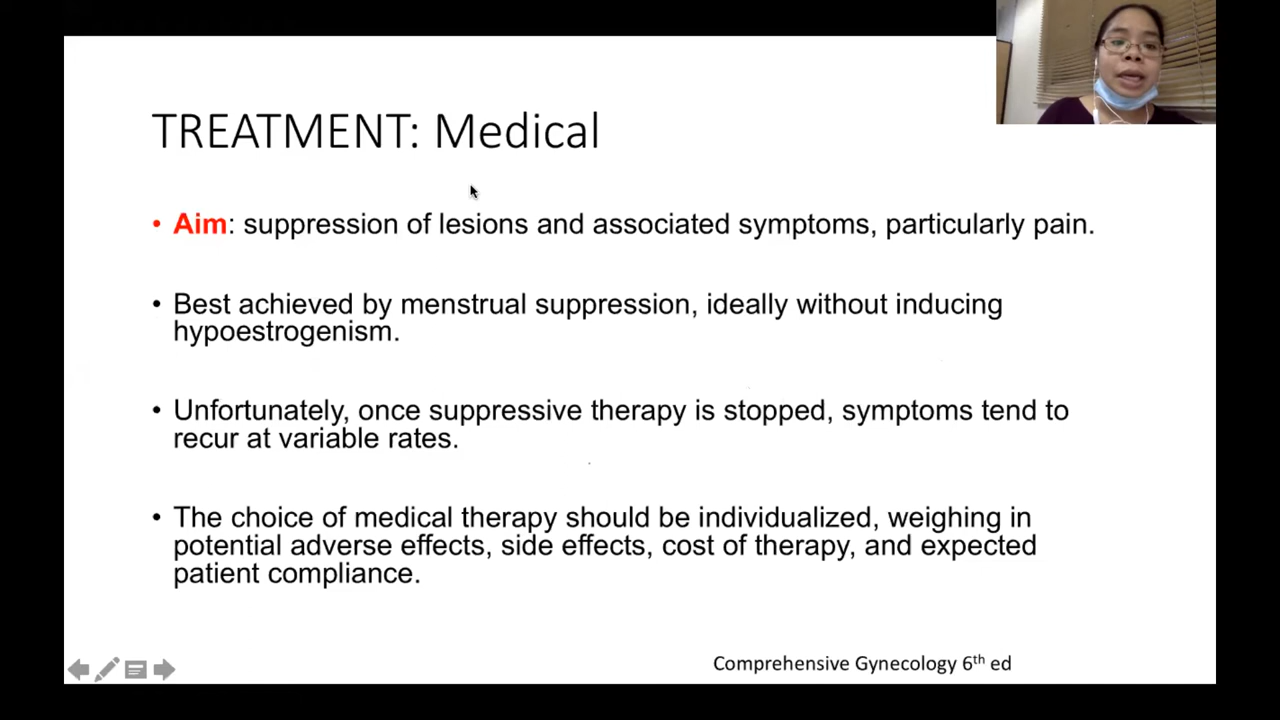 TREATMENT: Medical
• Aim: suppression of lesions and associated symptoms, particularly pain.
• Best achieved by menstrual suppression, ideally without inducing
hypoestrogenism.
• Unfortunately, once suppressive therapy is stopped, symptoms tend to
recur at variable rates.
• The choice of medical therapy should be individualized, weighing in
potential adverse effects, side effects, cost of therapy, and expected
patient compliance.
Comprehensive Gynecology 6th ed